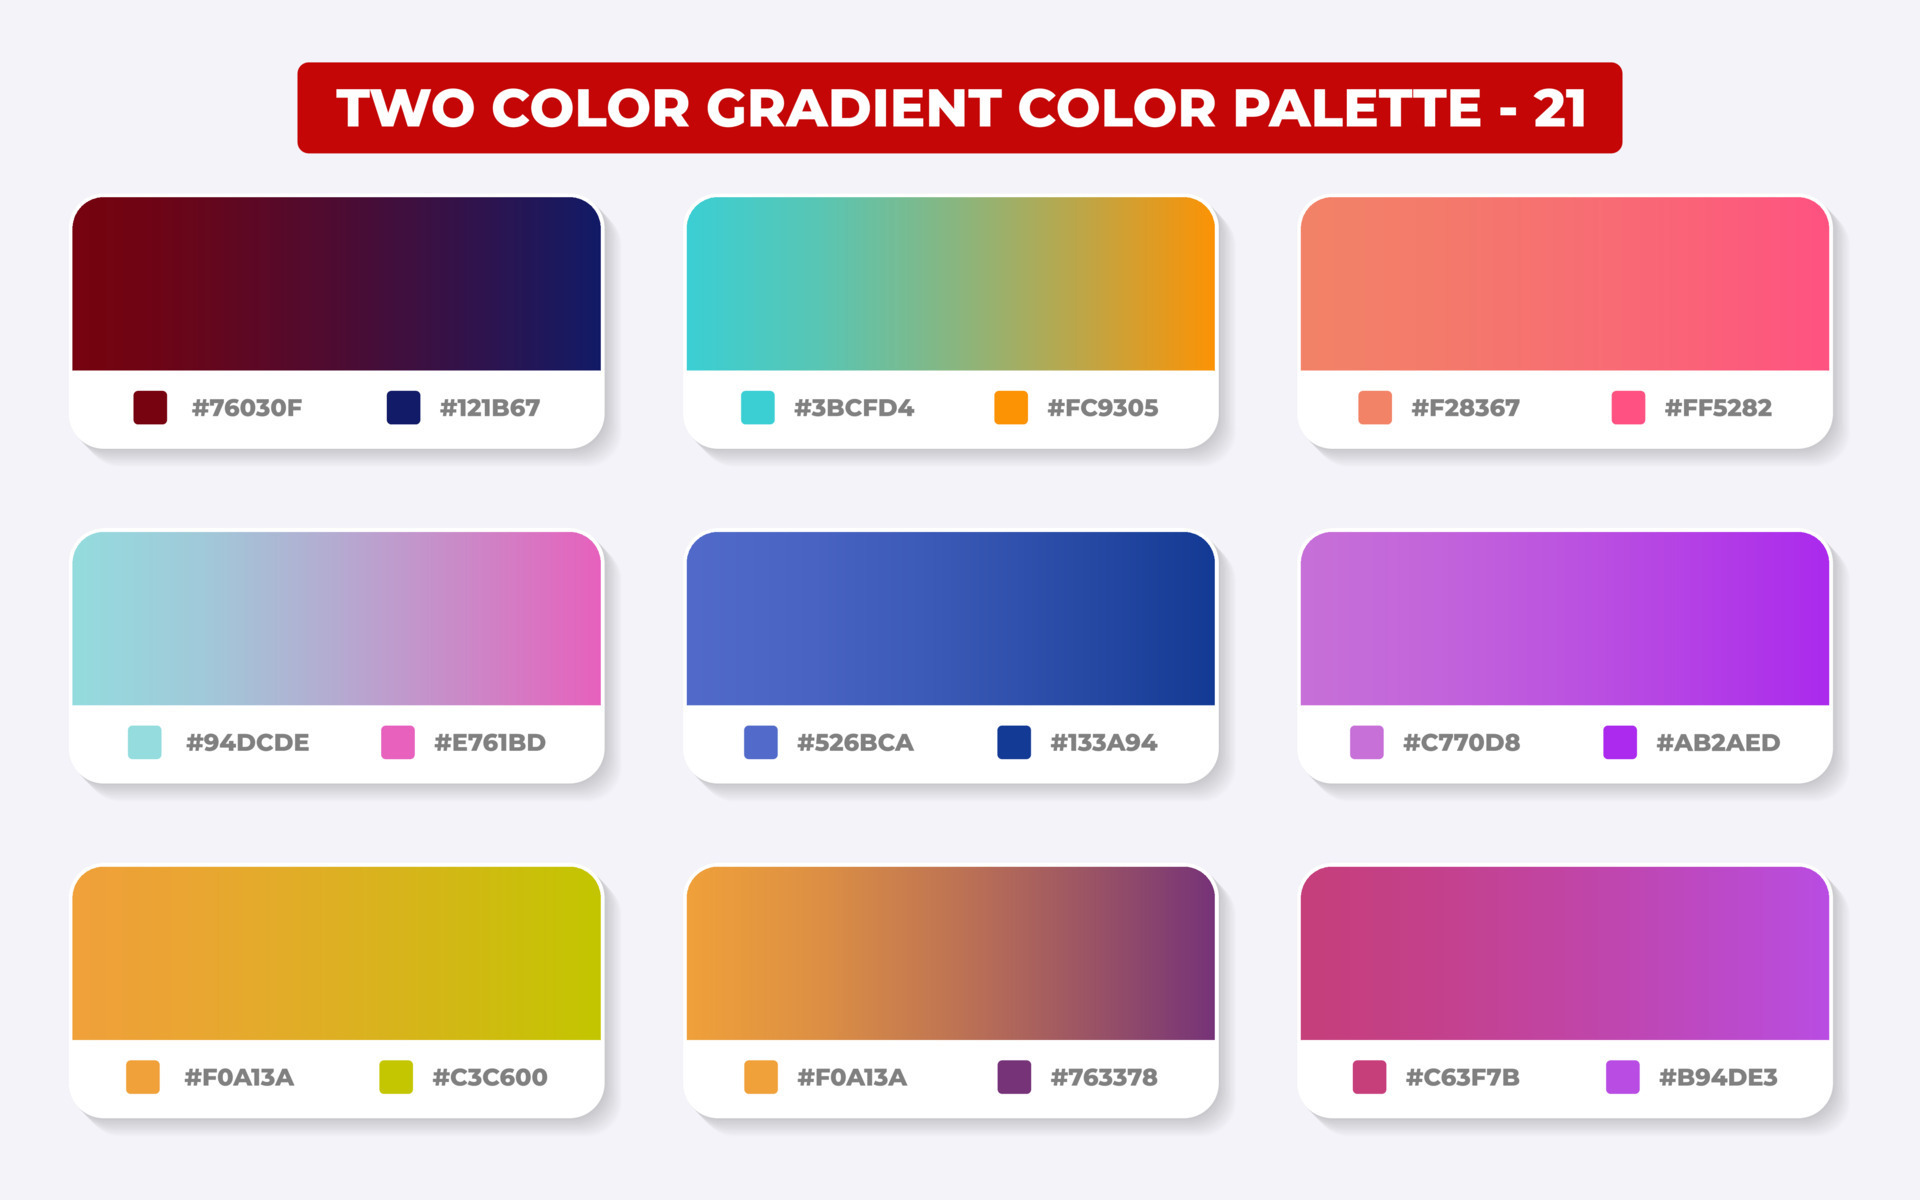 TWO COLOR GRADIENT COLOR PALETTE - 21
#76030F #121B67
#3BCFD4 #FC9305
#F28367 #FF5282
#94DCDE #E761BD
#526BCA #133A94
#C770D8 #AB2AED
#F0A13A #C3C600
#F0A13A #763378
#C63F7B #B94DE3